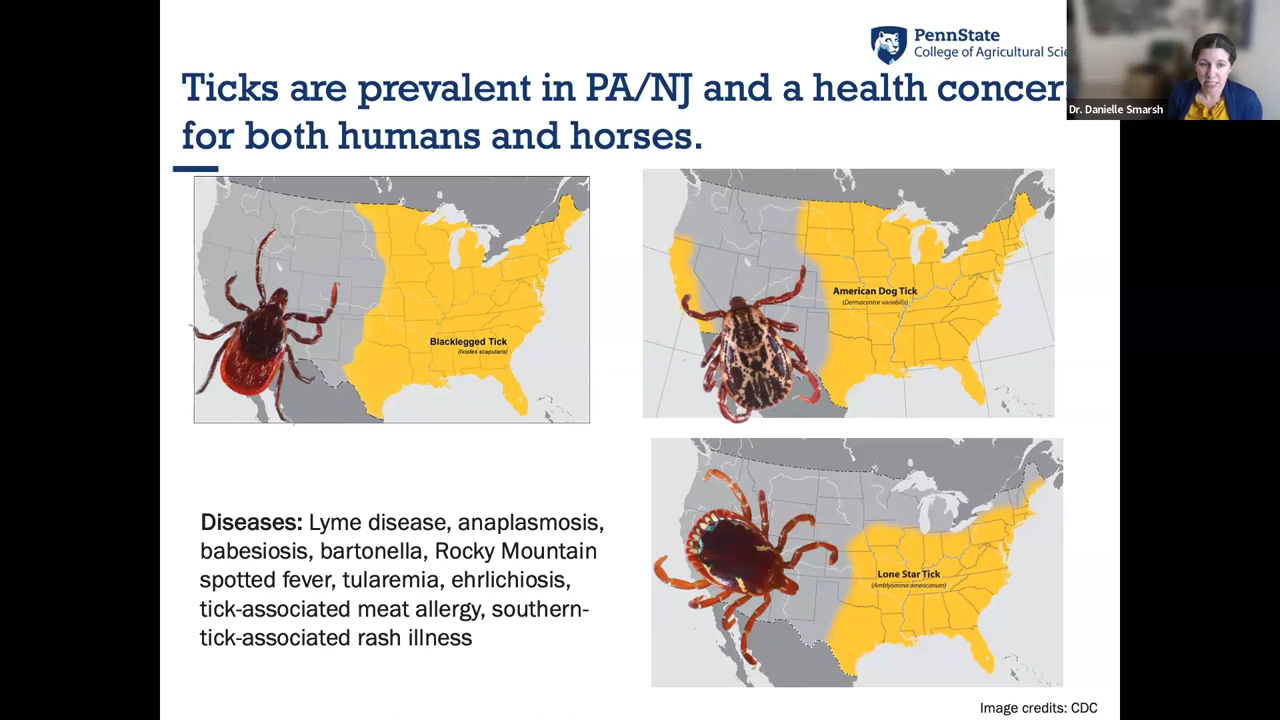 PennState
College of Agricultural Scie
Ticks are prevalent in PA/NJ and a health concer
for both humans and horses.
Dr. Danielle Smarsh
Blacklegged Tick
(Ixodes scapularis)
American Dog Tick
(Dermacentor variabilis)
Diseases: Lyme disease, anaplasmosis,
babesiosis, bartonella, Rocky Mountain
spotted fever, tularemia, ehrlichiosis,
tick-associated meat allergy, southern-
tick-associated rash illness
Lone Star Tick
(Amblyomma americanum)
Image credits: CDC